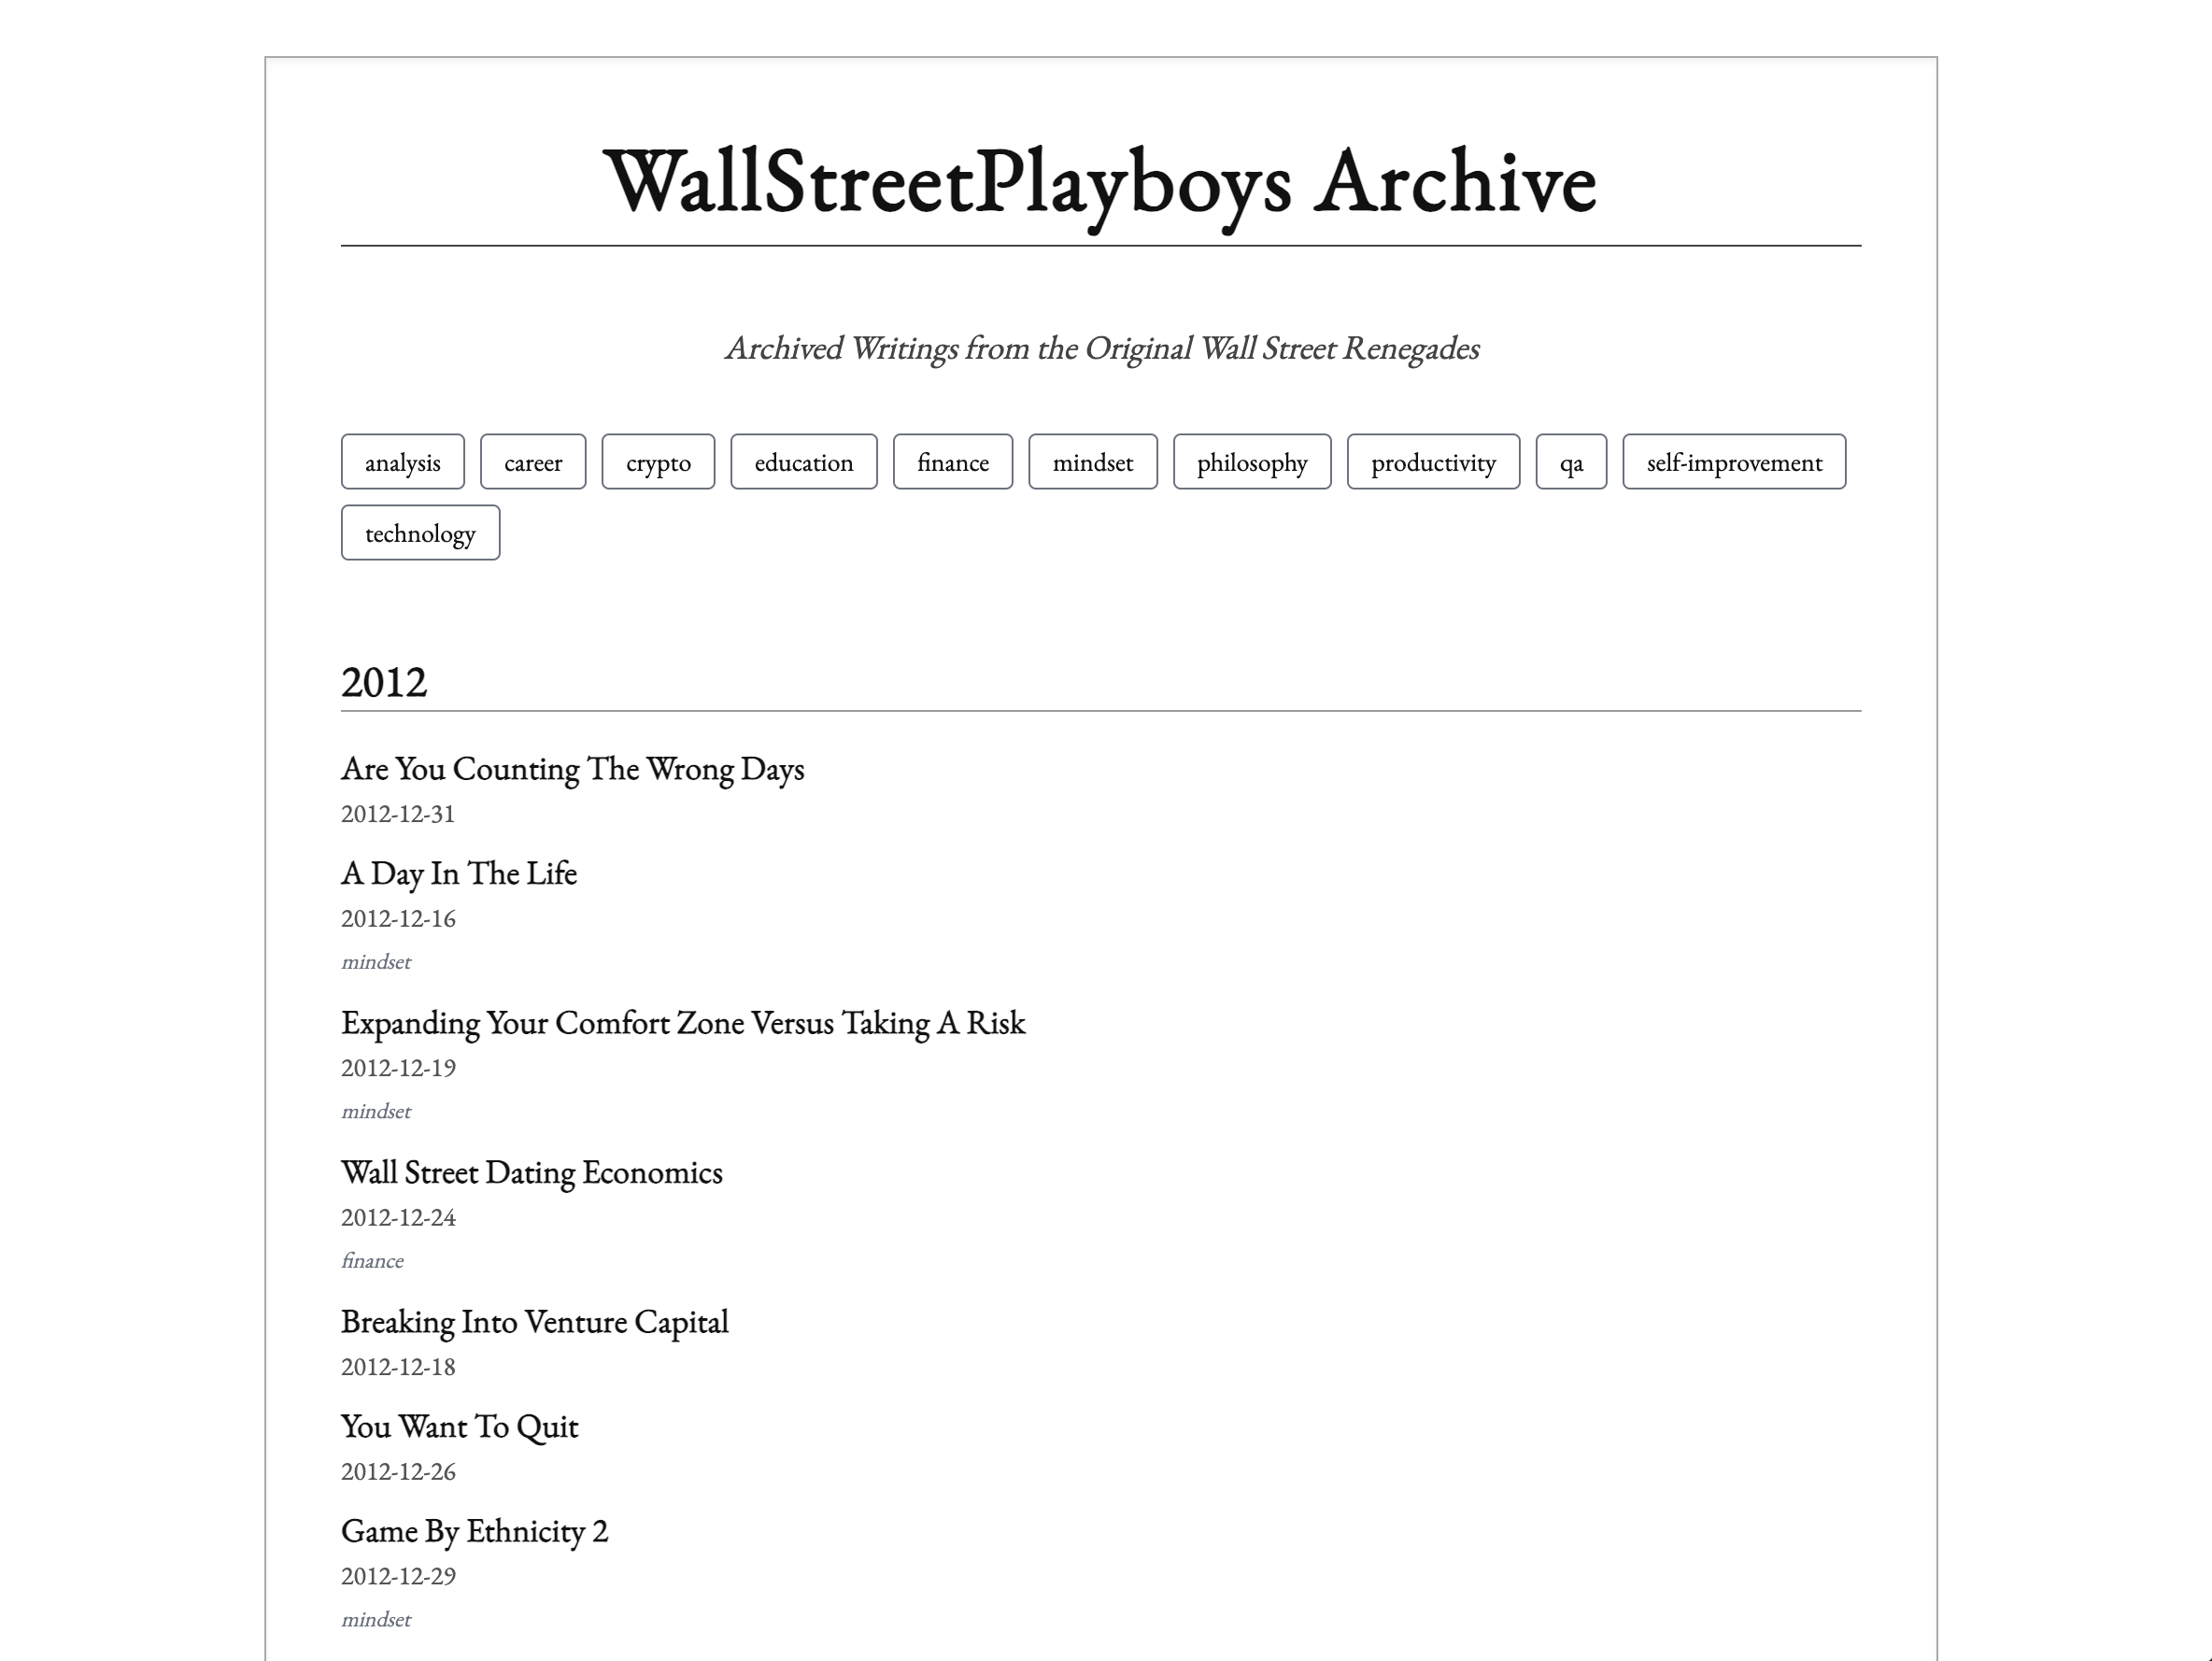 WallStreetPlayboys Archive
Archived Writings from the Original Wall Street Renegades
analysis career crypto education finance mindset philosophy productivity qa self-improvement
technology
2012
Are You Counting The Wrong Days
2012-12-31
A Day In The Life
2012-12-16
mindset
Expanding Your Comfort Zone Versus Taking A Risk
2012-12-19
mindset
Wall Street Dating Economics
2012-12-24
finance
Breaking Into Venture Capital
2012-12-18
You Want To Quit
2012-12-26
Game By Ethnicity 2
2012-12-29
mindset